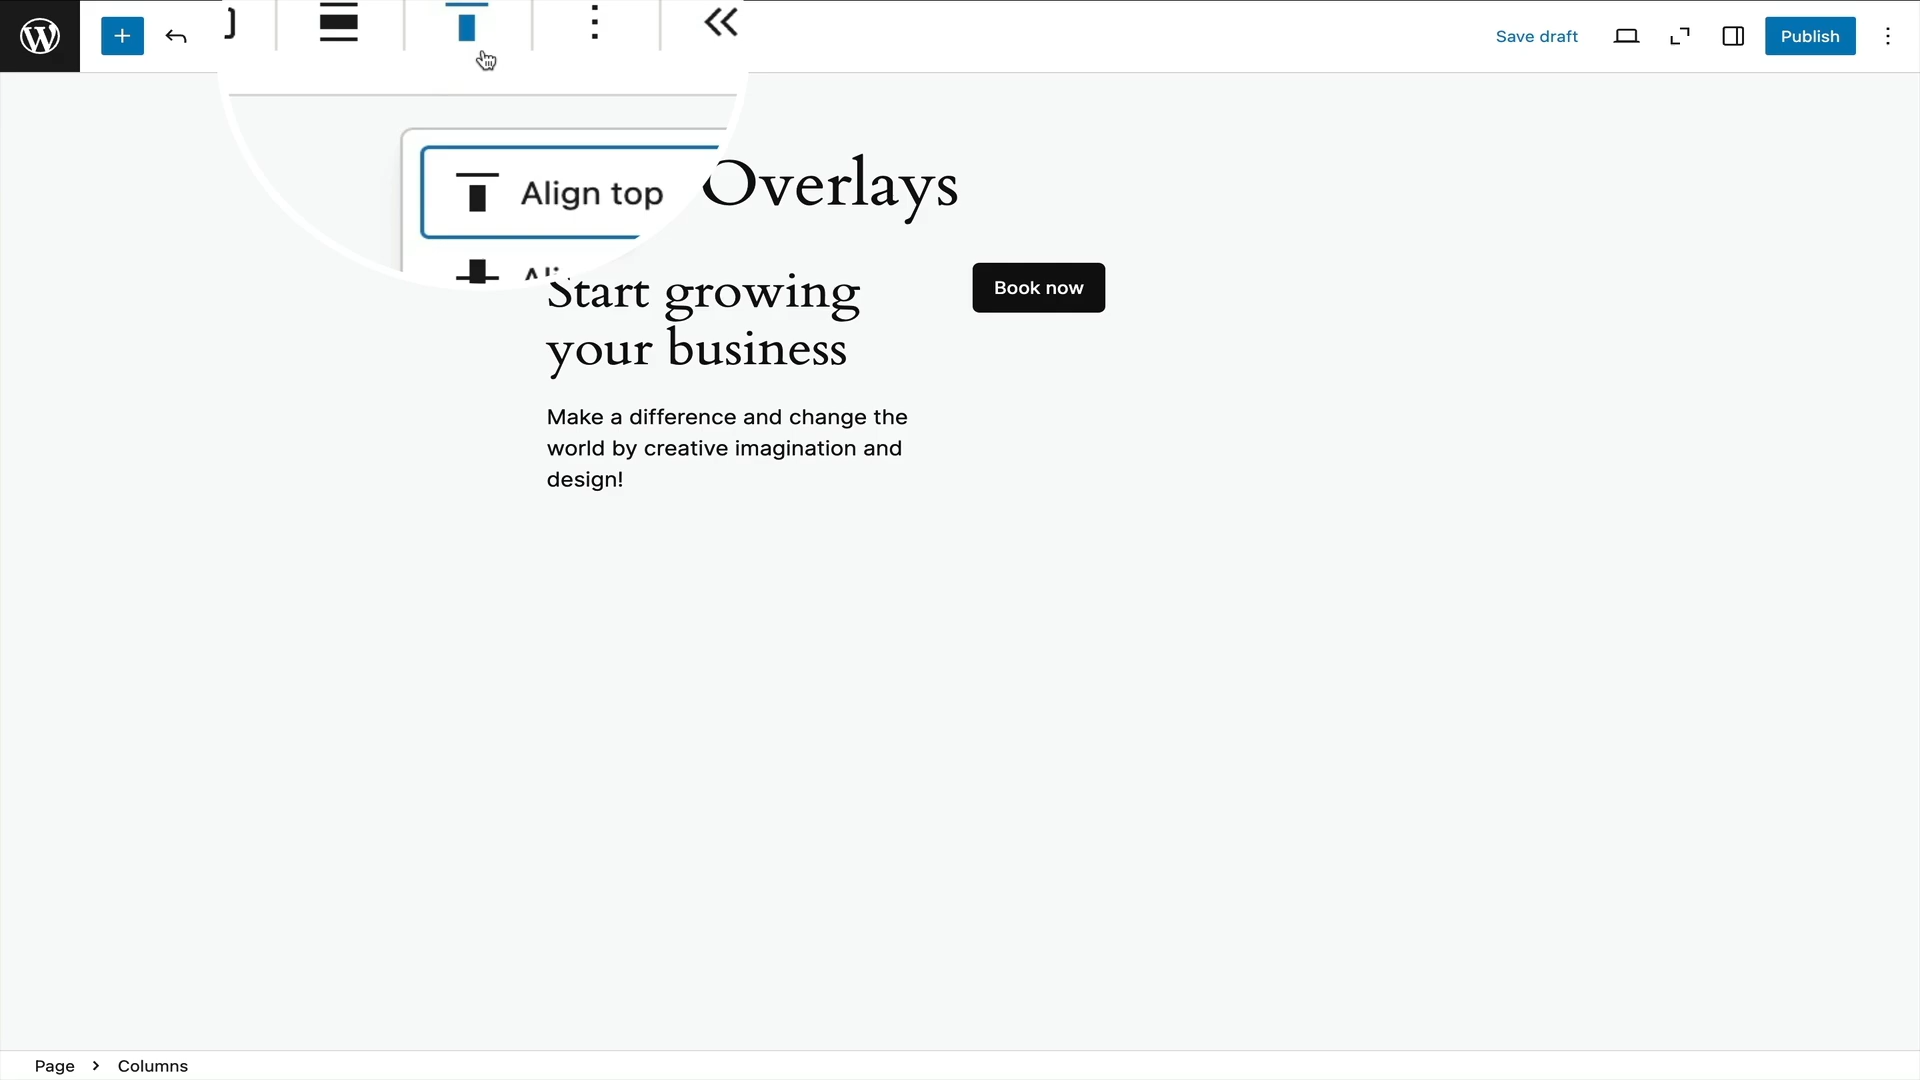 Save draft
Publish
Align top
Overlays
Start growing
your business
Book now
Make a difference and change the
world by creative imagination and
design!
Page
Columns